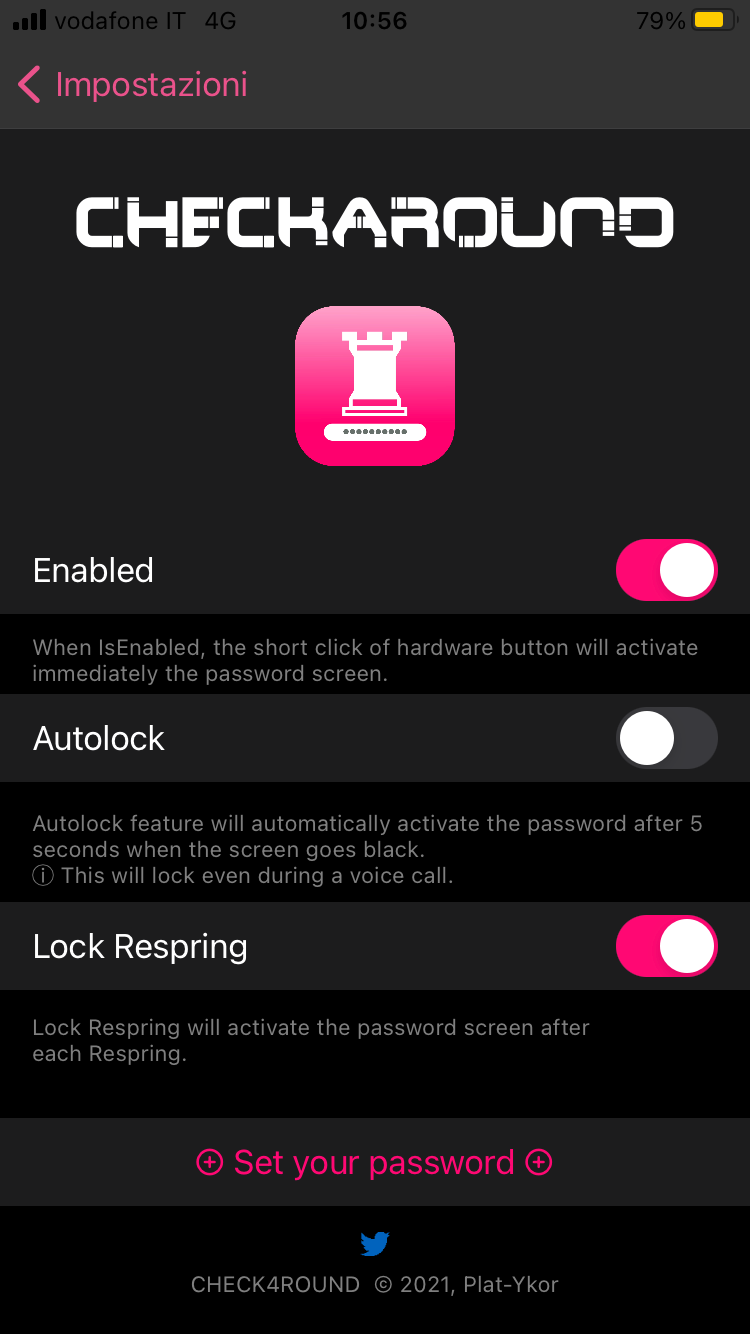 vodafone IT 4G 10:56 79%
Impostazioni
CHECKAROUND
Enabled
When IsEnabled, the short click of hardware button will activate
immediately the password screen.
Autolock
Autolock feature will automatically activate the password after 5
seconds when the screen goes black.
ⓘ This will lock even during a voice call.
Lock Respring
Lock Respring will activate the password screen after
each Respring.
⊕ Set your password ⊕
CHECK4ROUND © 2021, Plat-Ykor